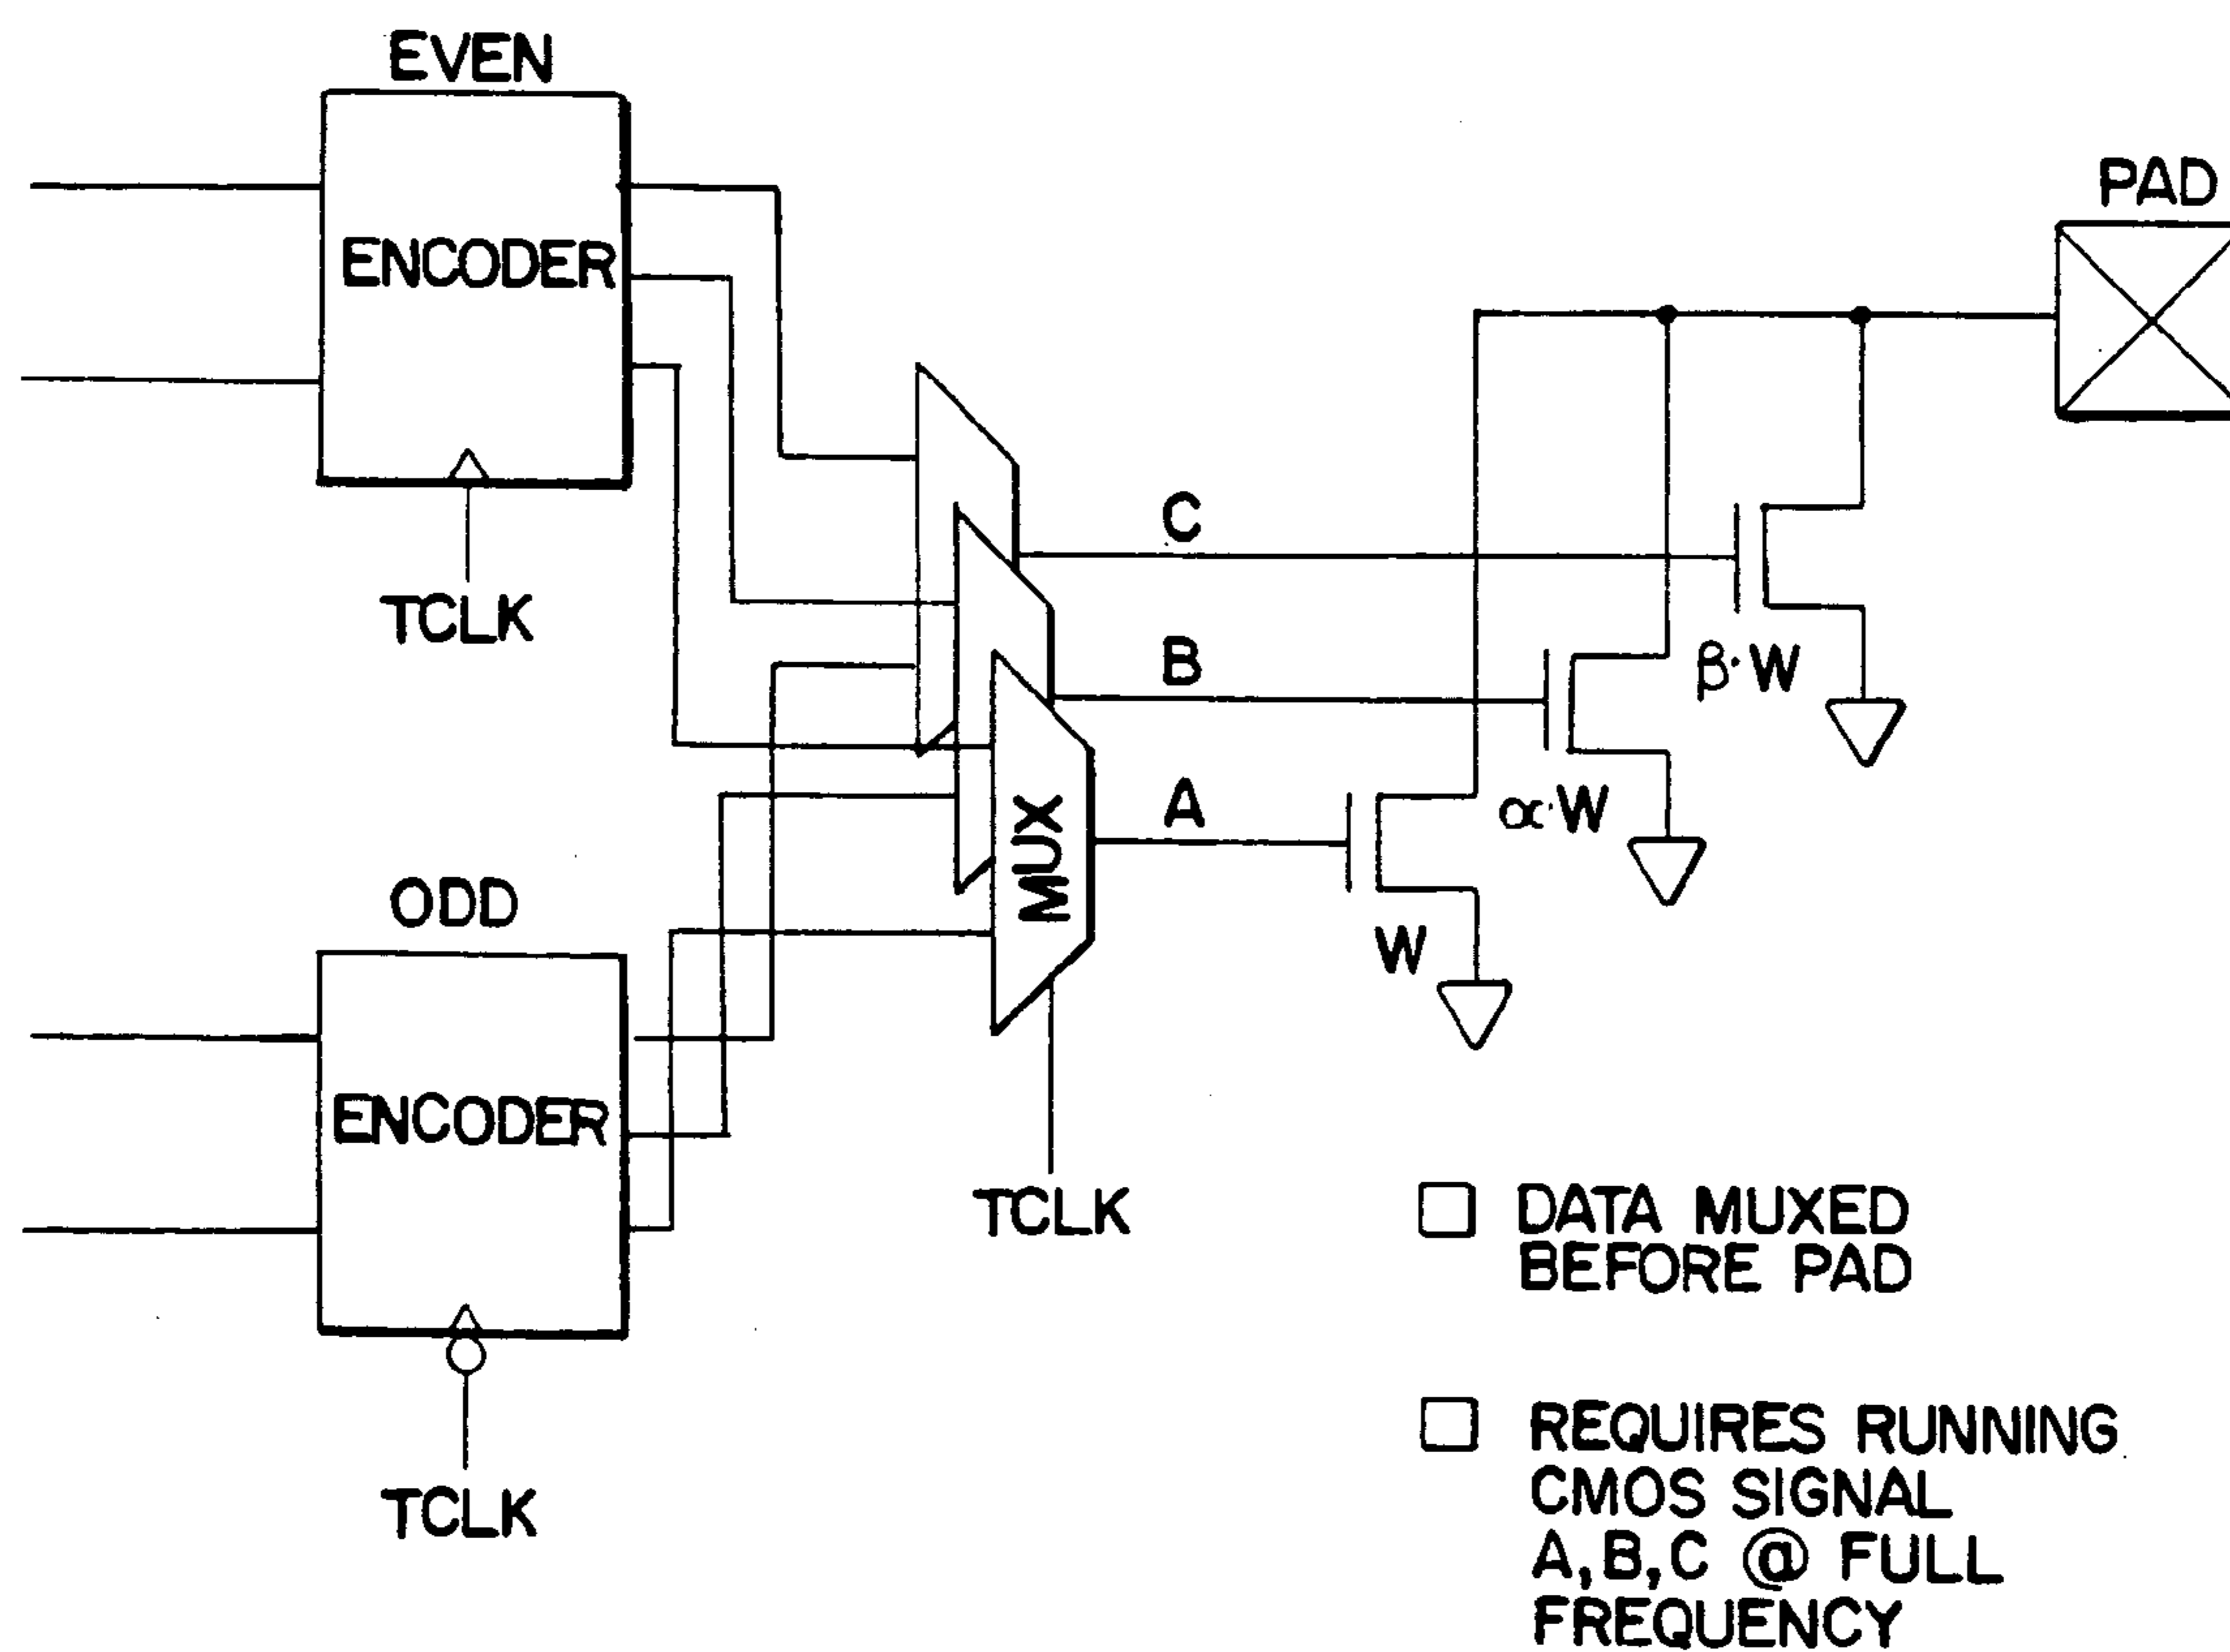 EVEN
PAD
ENCODER
C
TCLK
B
β·W
A
α·W
MUX
ODD
W
ENCODER
TCLK
DATA MUXED
BEFORE PAD
REQUIRES RUNNING
CMOS SIGNAL
A,B,C @ FULL
FREQUENCY
TCLK